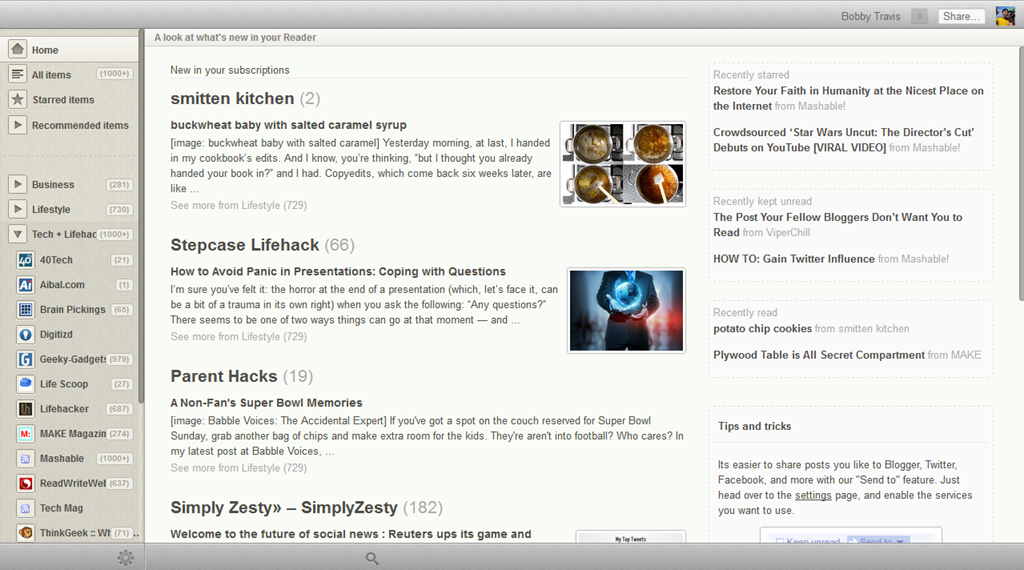 Bobby Travis 0 Share...
A look at what's new in your Reader
Home
All items (1000+)
Starred items
Recommended items
Business (281)
Lifestyle (730)
Tech + Lifehac (1000+)
40Tech (21)
Aibal.com (1)
Brain Pickings (65)
Digitizd
Geeky-Gadgets (979)
Life Scoop (27)
Lifehacker (687)
MAKE Magazin (274)
Mashable (1000+)
ReadWriteWeb (637)
Tech Mag
ThinkGeek :: Wh (71) ...
New in your subscriptions
smitten kitchen (2)
buckwheat baby with salted caramel syrup
[image: buckwheat baby with salted caramel] Yesterday morning, at last, I handed
in my cookbook's edits. And I know, you're thinking, “but I thought you already
handed your book in?” and I had. Copyedits, which come back six weeks later, are
like ...
See more from Lifestyle (729)
Stepcase Lifehack (66)
How to Avoid Panic in Presentations: Coping with Questions
I'm sure you've felt it: the horror at the end of a presentation (which, let's face it, can
be a bit of a trauma in its own right) when you ask the following: “Any questions?”
There seems to be one of two ways things can go at that moment — and ...
See more from Lifestyle (729)
Parent Hacks (19)
A Non-Fan's Super Bowl Memories
[image: Babble Voices: The Accidental Expert] If you've got a spot on the couch reserved for Super Bowl
Sunday, grab another bag of chips and make extra room for the kids. They're aren't into football? Who cares? In
my latest post at Babble Voices, ...
See more from Lifestyle (729)
Simply Zesty» – SimplyZesty (182)
Welcome to the future of social news : Reuters ups its game and
My Top Tweets
Recently starred
Restore Your Faith in Humanity at the Nicest Place on
the Internet from Mashable!
Crowdsourced ‘Star Wars Uncut: The Director's Cut’
Debuts on YouTube [VIRAL VIDEO] from Mashable!
Recently kept unread
The Post Your Fellow Bloggers Don't Want You to
Read from ViperChill
HOW TO: Gain Twitter Influence from Mashable!
Recently read
potato chip cookies from smitten kitchen
Plywood Table is All Secret Compartment from MAKE
Tips and tricks
Its easier to share posts you like to Blogger, Twitter,
Facebook, and more with our "Send to" feature. Just
head over to the settings page, and enable the services
you want to use.
Keep unread Send to